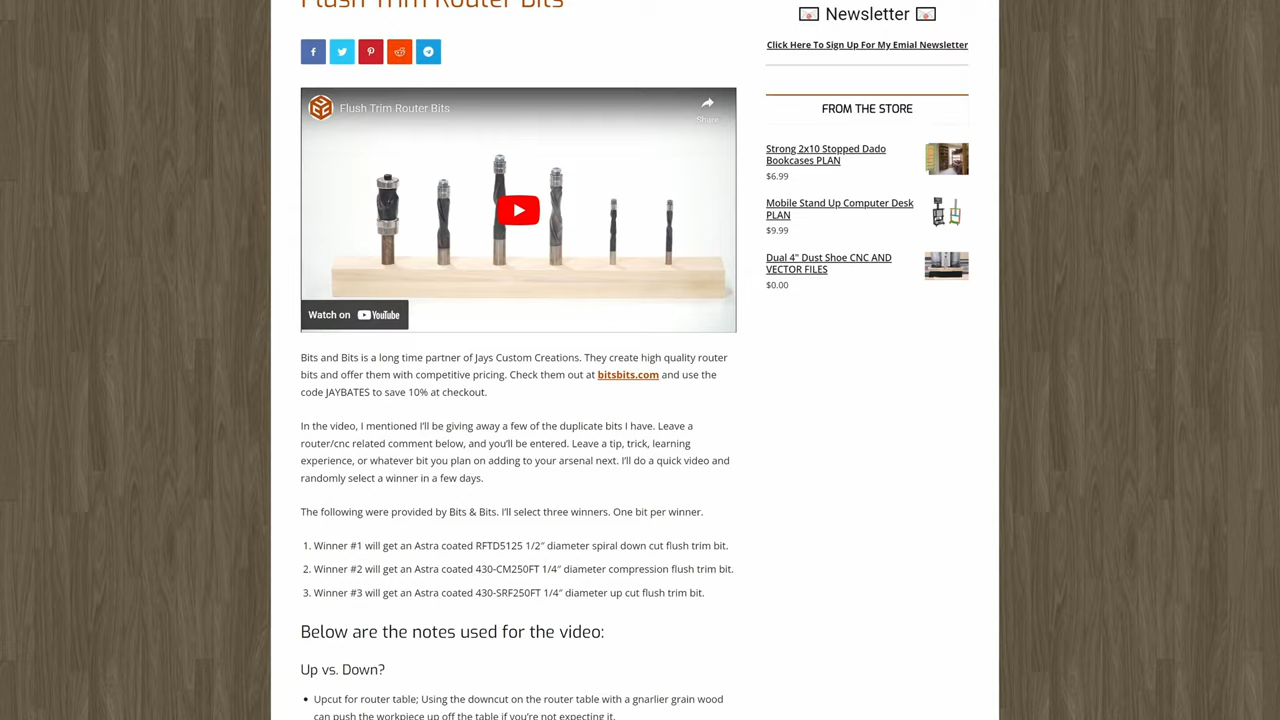 Flush Trim Router Bits
Flush Trim Router Bits
Share
Watch on YouTube
Bits and Bits is a long time partner of Jays Custom Creations. They create high quality router
bits and offer them with competitive pricing. Check them out at bitsbits.com and use the
code JAYBATES to save 10% at checkout.
In the video, I mentioned I’ll be giving away a few of the duplicate bits I have. Leave a
router/cnc related comment below, and you’ll be entered. Leave a tip, trick, learning
experience, or whatever bit you plan on adding to your arsenal next. I’ll do a quick video and
randomly select a winner in a few days.
The following were provided by Bits & Bits. I’ll select three winners. One bit per winner.
1. Winner #1 will get an Astra coated RFTD5125 1/2″ diameter spiral down cut flush trim bit.
2. Winner #2 will get an Astra coated 430-CM250FT 1/4″ diameter compression flush trim bit.
3. Winner #3 will get an Astra coated 430-SRF250FT 1/4″ diameter up cut flush trim bit.
Below are the notes used for the video:
Up vs. Down?
• Upcut for router table; Using the downcut on the router table with a gnarlier grain wood
can push the workpiece up off the table if you’re not expecting it.
Newsletter
Click Here To Sign Up For My Emial Newsletter
FROM THE STORE
Strong 2x10 Stopped Dado
Bookcases PLAN
$6.99
Mobile Stand Up Computer Desk
PLAN
$9.99
Dual 4" Dust Shoe CNC AND
VECTOR FILES
$0.00